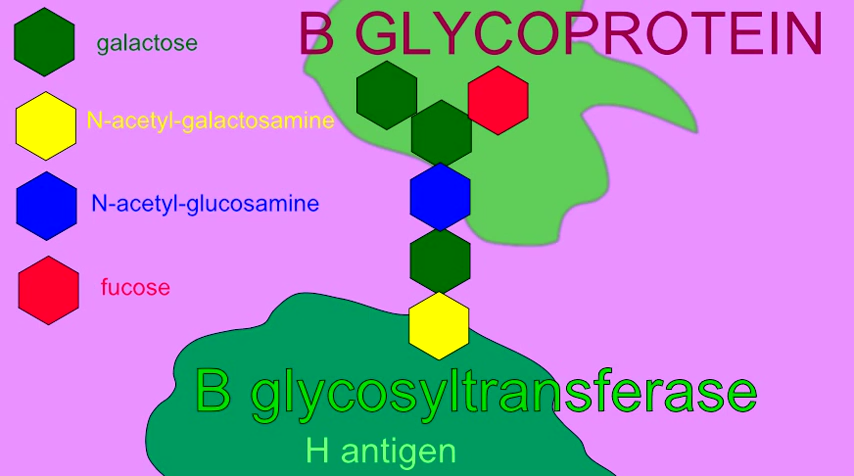 B GLYCOPROTEIN
galactose
N-acetyl-galactosamine
N-acetyl-glucosamine
fucose
B glycosyltransferase
H antigen